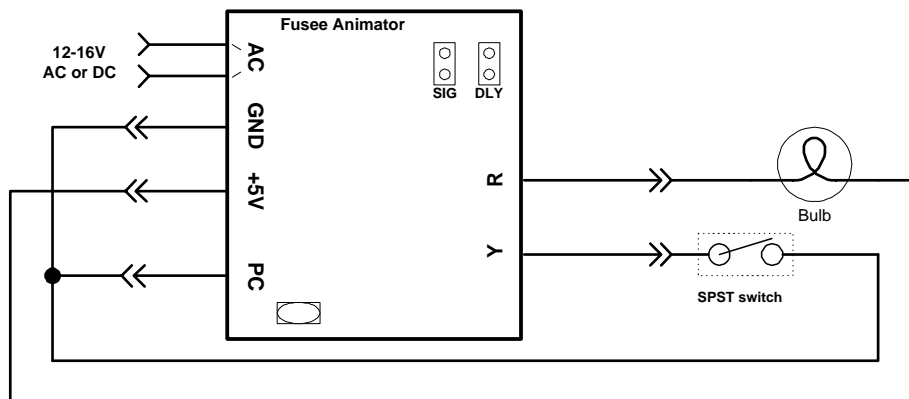 Fusee Animator
12-16V
AC or DC
AC
GND
+5V
PC
SIG
DLY
R
Y
Bulb
SPST switch